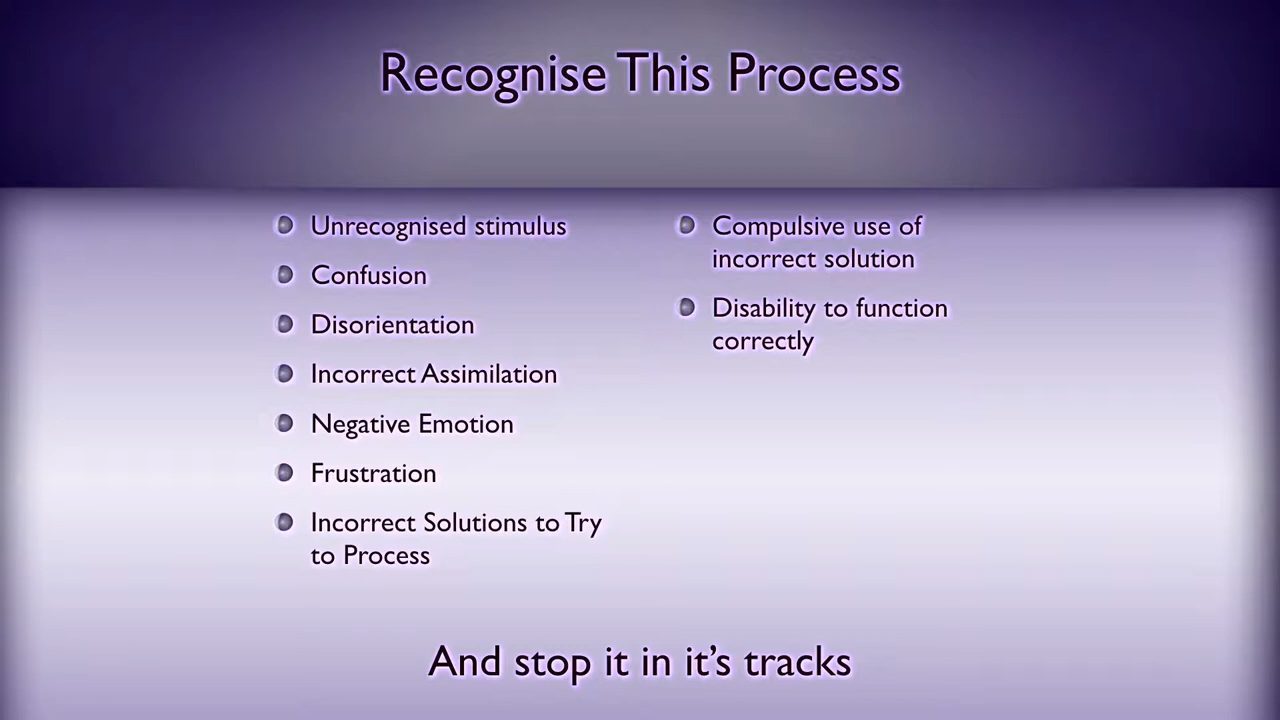 Recognise This Process
Unrecognised stimulus
Confusion
Disorientation
Incorrect Assimilation
Negative Emotion
Frustration
Incorrect Solutions to Try
to Process
Compulsive use of
incorrect solution
Disability to function
correctly
And stop it in it’s tracks